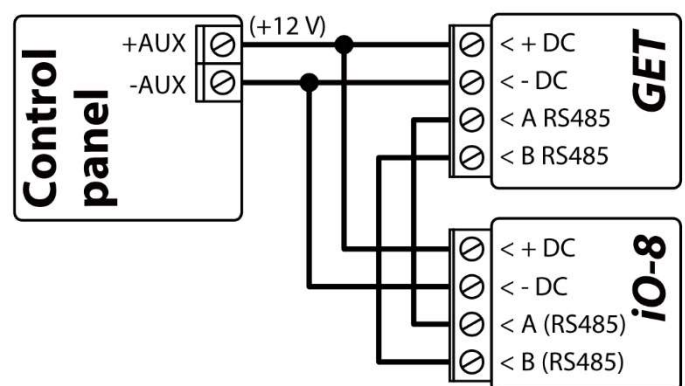 Control
panel
+AUX
-AUX
(+12 V)
< + DC
< - DC
< A RS485
< B RS485
GET
< + DC
< - DC
< A (RS485)
< B (RS485)
iO-8